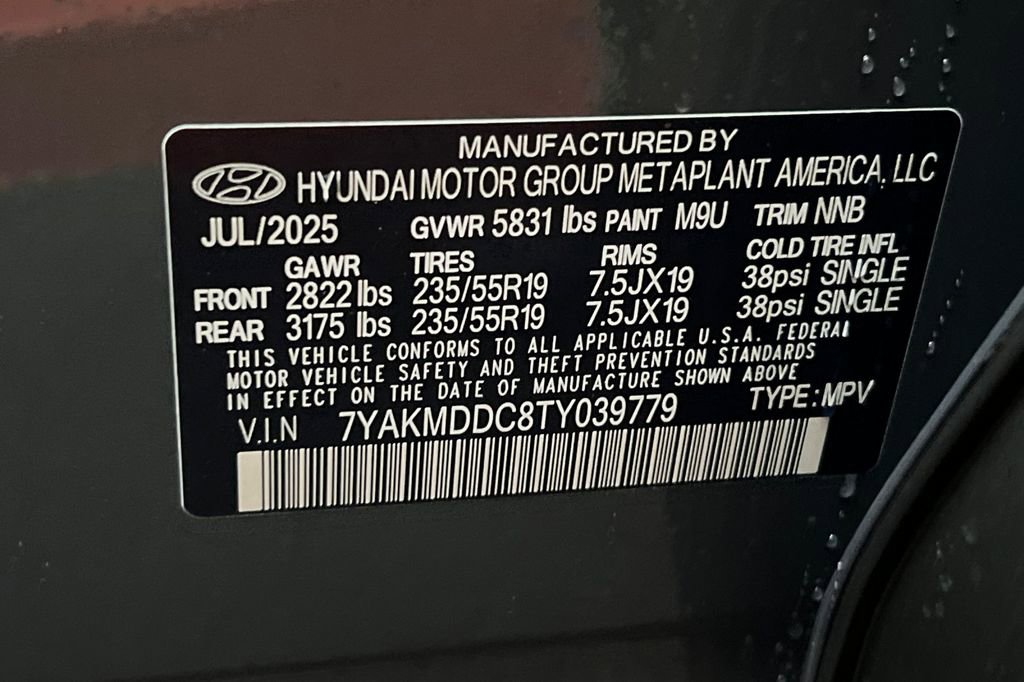 MANUFACTURED BY
HYUNDAI MOTOR GROUP METAPLANT AMERICA, LLC
JUL/2025 GVWR 5831 lbs PAINT M9U TRIM NNB
GAWR TIRES RIMS COLD TIRE INFL
FRONT 2822 lbs 235/55R19 7.5JX19 38psi SINGLE
REAR 3175 lbs 235/55R19 7.5JX19 38psi SINGLE
THIS VEHICLE CONFORMS TO ALL APPLICABLE U.S.A. FEDERAL
MOTOR VEHICLE SAFETY AND THEFT PREVENTION STANDARDS
IN EFFECT ON THE DATE OF MANUFACTURE SHOWN ABOVE
V.I.N 7YAKMDDC8TY039779 TYPE: MPV